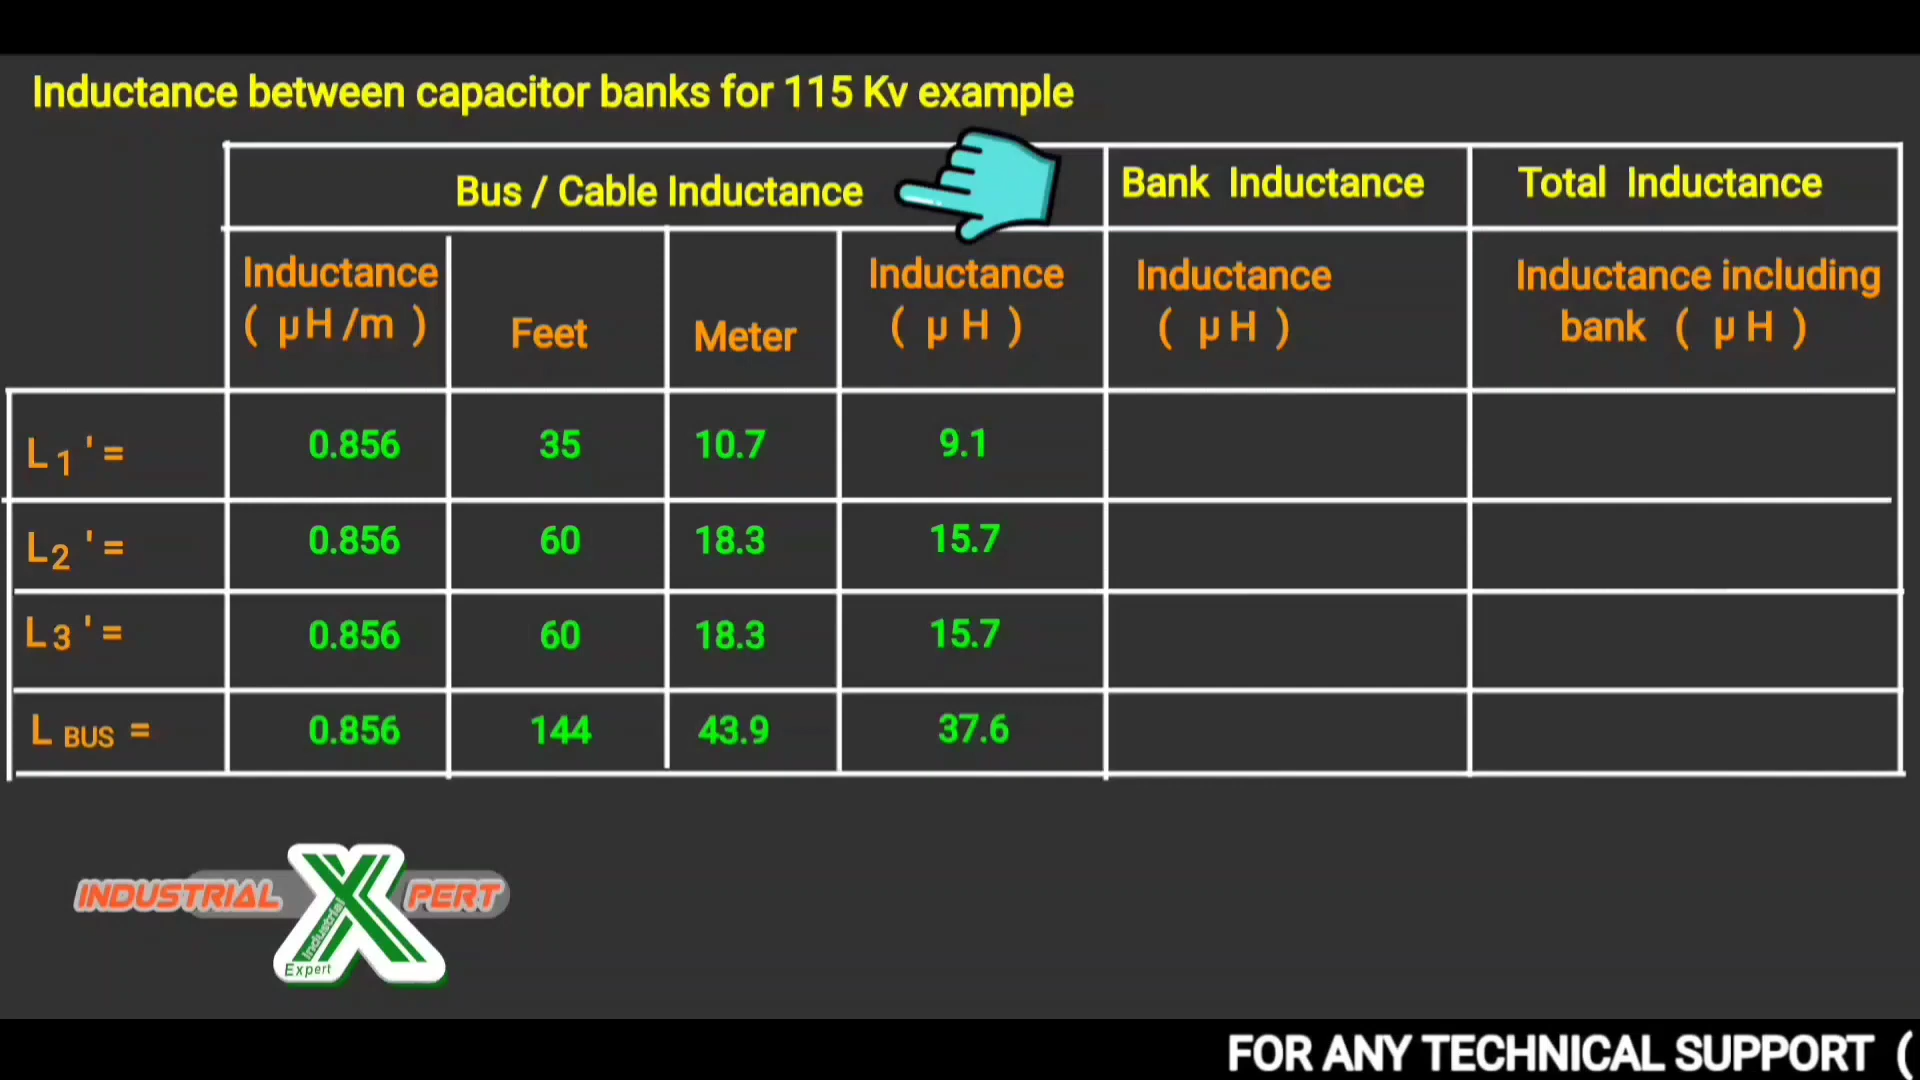 Inductance between capacitor banks for 115 Kv example
Bus / Cable Inductance
Bank Inductance
Total Inductance
Inductance
( µH/m )
Feet
Meter
Inductance
( µ H )
Inductance
( µ H )
Inductance including
bank ( µ H )
L1 ' = 0.856 35 10.7 9.1
L2 ' = 0.856 60 18.3 15.7
L3 ' = 0.856 60 18.3 15.7
L BUS = 0.856 144 43.9 37.6
INDUSTRIAL X PERT
Industrial
Expert
FOR ANY TECHNICAL SUPPORT (